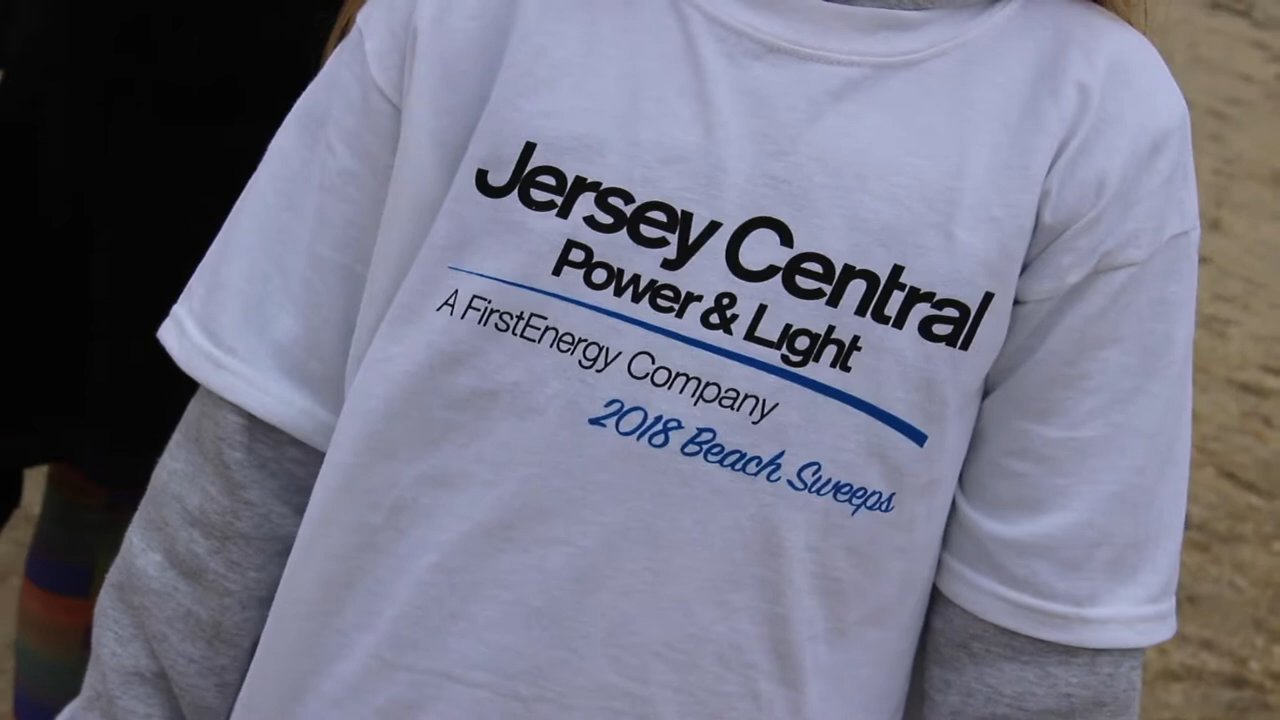 Jersey Central
Power & Light
A FirstEnergy Company
2018 Beach Sweeps